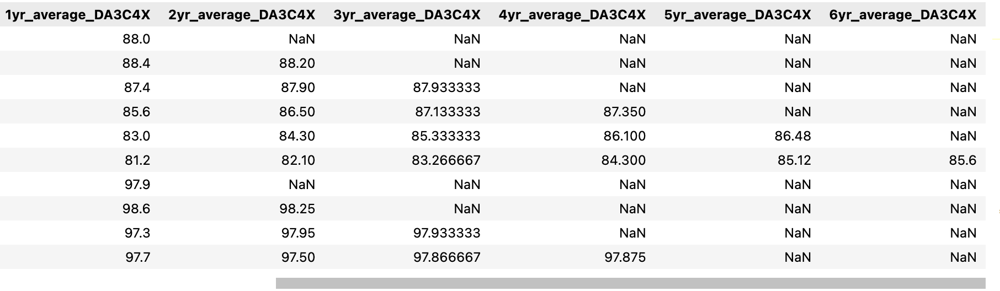 1yr_average_DA3C4X 2yr_average_DA3C4X 3yr_average_DA3C4X 4yr_average_DA3C4X 5yr_average_DA3C4X 6yr_average_DA3C4X
88.0 NaN NaN NaN NaN NaN
88.4 88.20 NaN NaN NaN NaN
87.4 87.90 87.933333 NaN NaN NaN
85.6 86.50 87.133333 87.350 NaN NaN
83.0 84.30 85.333333 86.100 86.48 NaN
81.2 82.10 83.266667 84.300 85.12 85.6
97.9 NaN NaN NaN NaN NaN
98.6 98.25 NaN NaN NaN NaN
97.3 97.95 97.933333 NaN NaN NaN
97.7 97.50 97.866667 97.875 NaN NaN